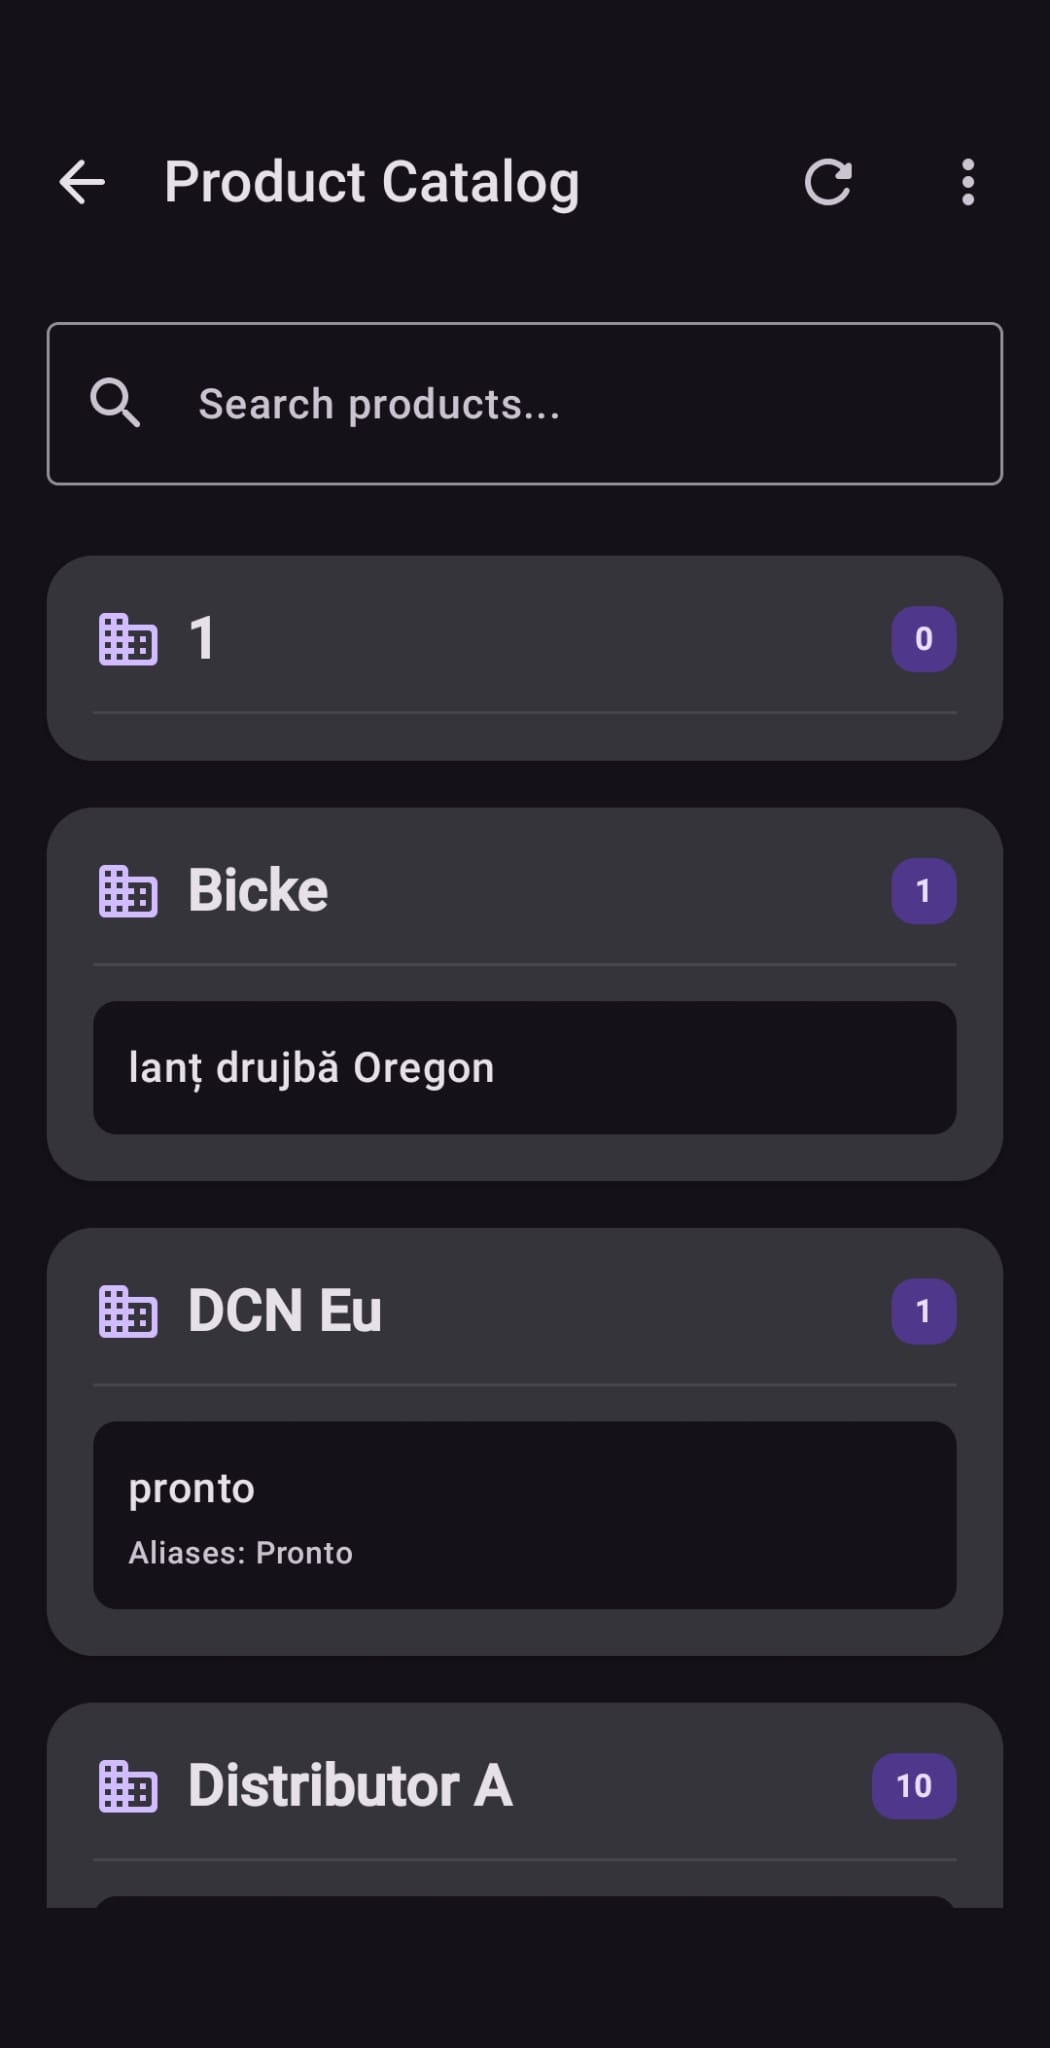 Product Catalog
Search products...
1
0
Bicke
1
lanț drujbă Oregon
DCN Eu
1
pronto
Aliases: Pronto
Distributor A
10